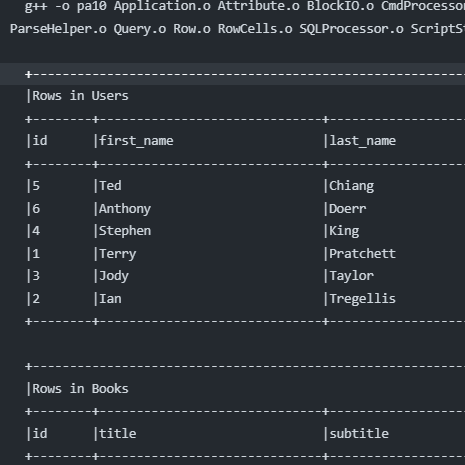 g++ -o pa10 Application.o Attribute.o BlockIO.o CmdProcessor
ParseHelper.o Query.o Row.o RowCells.o SQLProcessor.o ScriptSt
+--------+----------------------------+-----------------
|Rows in Users
+--------+----------------------------+-----------------
|id      |first_name                  |last_name
+--------+----------------------------+-----------------
|5       |Ted                         |Chiang
|6       |Anthony                     |Doerr
|4       |Stephen                     |King
|1       |Terry                       |Pratchett
|3       |Jody                        |Taylor
|2       |Ian                         |Tregellis
+--------+----------------------------+-----------------
+-------------------------------------------------------
|Rows in Books
+--------+----------------------------+-----------------
|id      |title                       |subtitle
+--------+----------------------------+-----------------